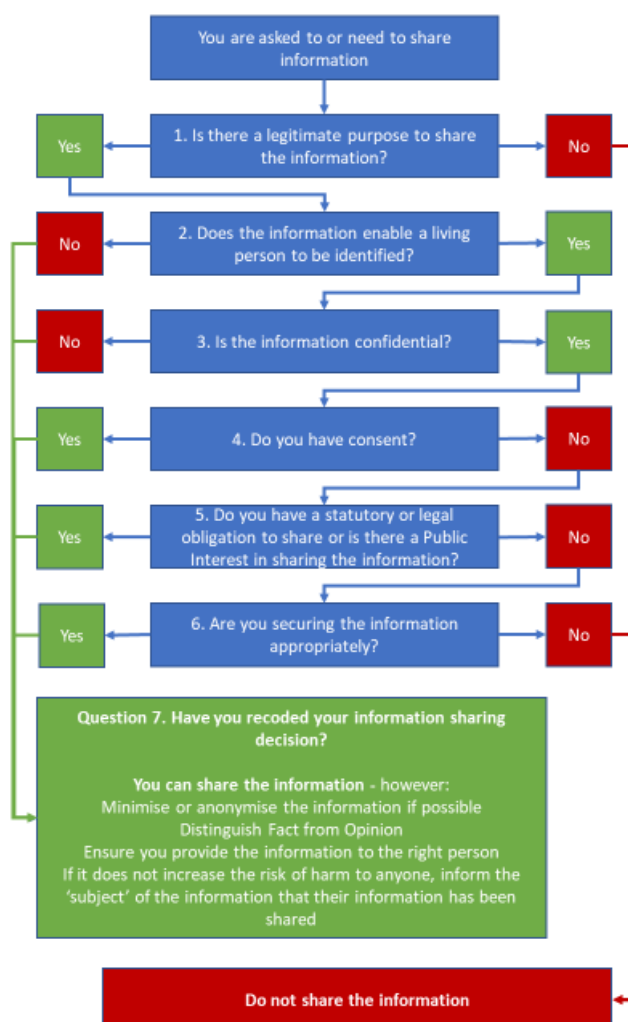 You are asked to or need to share
information
Yes
1. Is there a legitimate purpose to share
the information?
No
No
2. Does the information enable a living
person to be identified?
Yes
No
3. Is the information confidential?
Yes
Yes
4. Do you have consent?
No
Yes
5. Do you have a statutory or legal
obligation to share or is there a Public
Interest in sharing the information?
No
Yes
6. Are you securing the information
appropriately?
No
Question 7. Have you recoded your information sharing
decision?
You can share the information - however:
Minimise or anonymise the information if possible
Distinguish Fact from Opinion
Ensure you provide the information to the right person
If it does not increase the risk of harm to anyone, inform the
‘subject’ of the information that their information has been
shared
Do not share the information